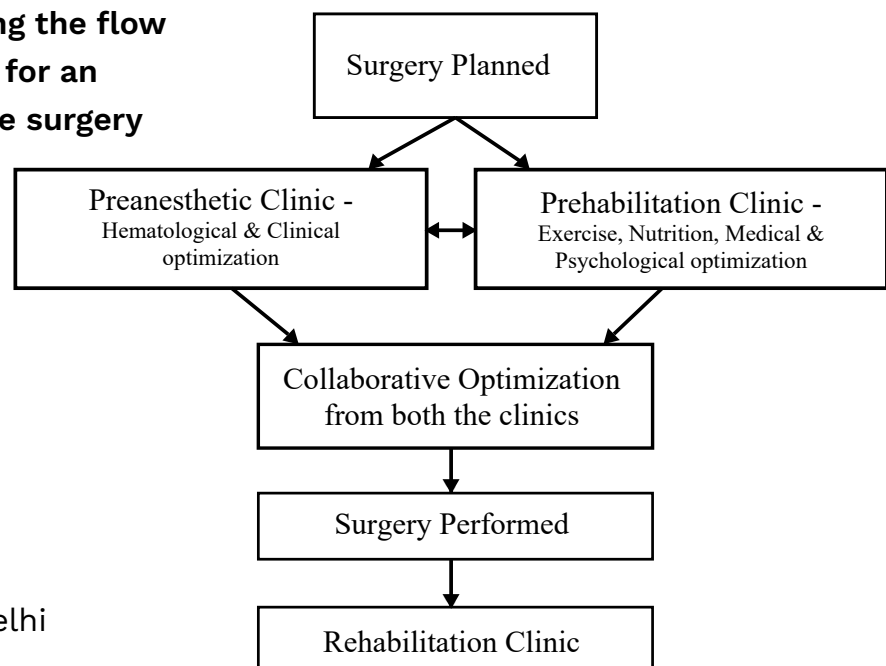 ng the flow
for an
e surgery
Surgery Planned
Preanesthetic Clinic -
Hematological & Clinical
optimization
Prehabilitation Clinic -
Exercise, Nutrition, Medical &
Psychological optimization
Collaborative Optimization
from both the clinics
Surgery Performed
elhi
Rehabilitation Clinic